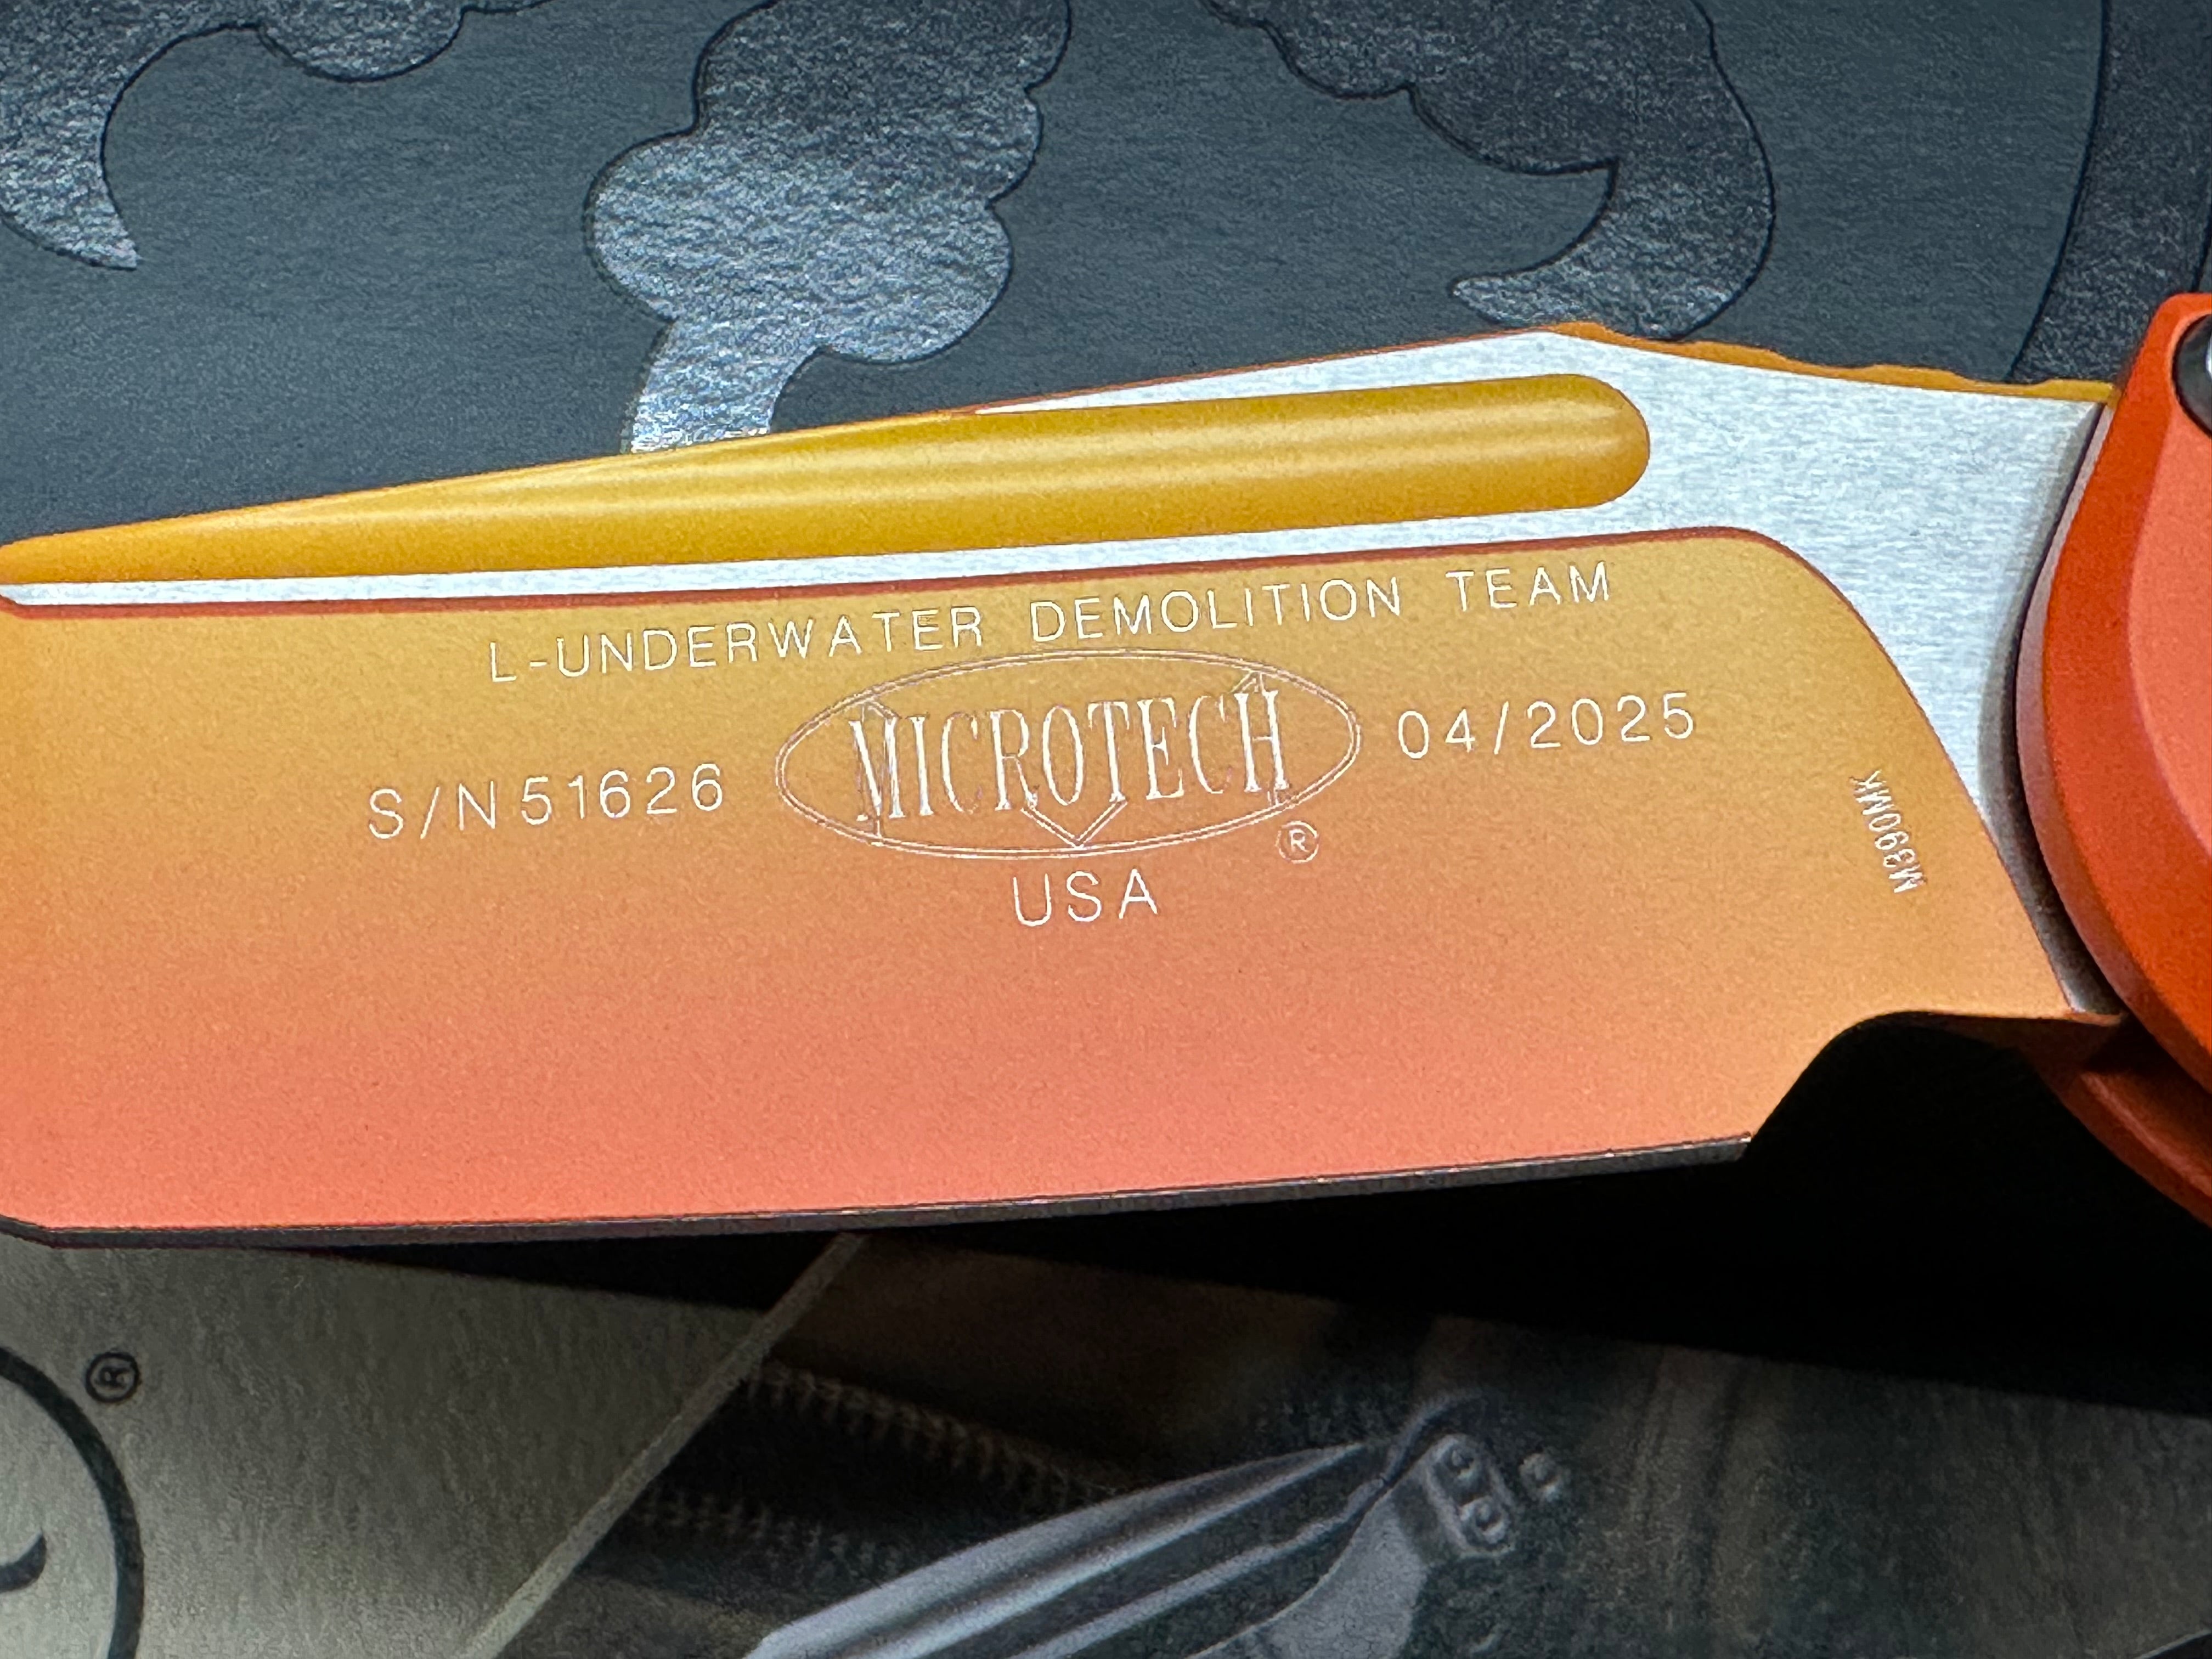 L-UNDERWATER DEMOLITION TEAM
S/N 51626 MICROTECH® 04/2025
USA
M390MK
®